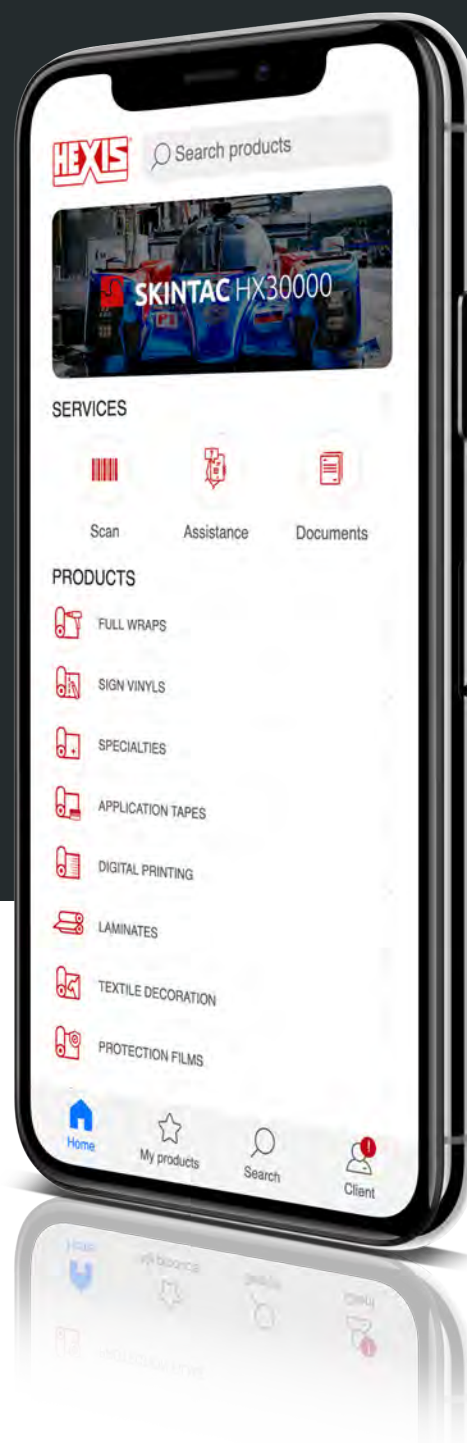 HEXIS
Search products
SKINTAC HX30000
SERVICES
Scan
Assistance
Documents
PRODUCTS
FULL WRAPS
SIGN VINYLS
SPECIALTIES
APPLICATION TAPES
DIGITAL PRINTING
LAMINATES
TEXTILE DECORATION
PROTECTION FILMS
Home
My products
Search
Client